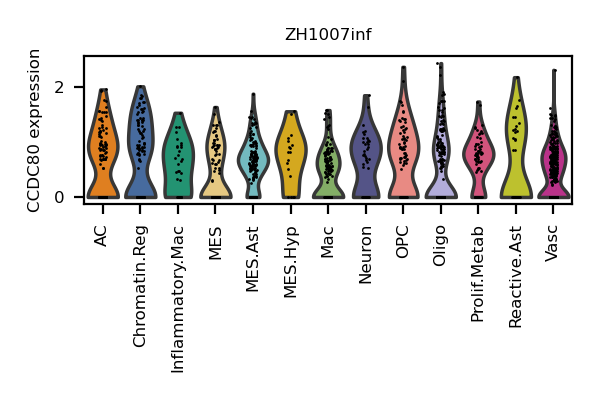 ZH1007inf
CCDC80 expression
2
0
AC
Chromatin.Reg
Inflammatory.Mac
MES
MES.Ast
MES.Hyp
Mac
Neuron
OPC
Oligo
Prolif.Metab
Reactive.Ast
Vasc